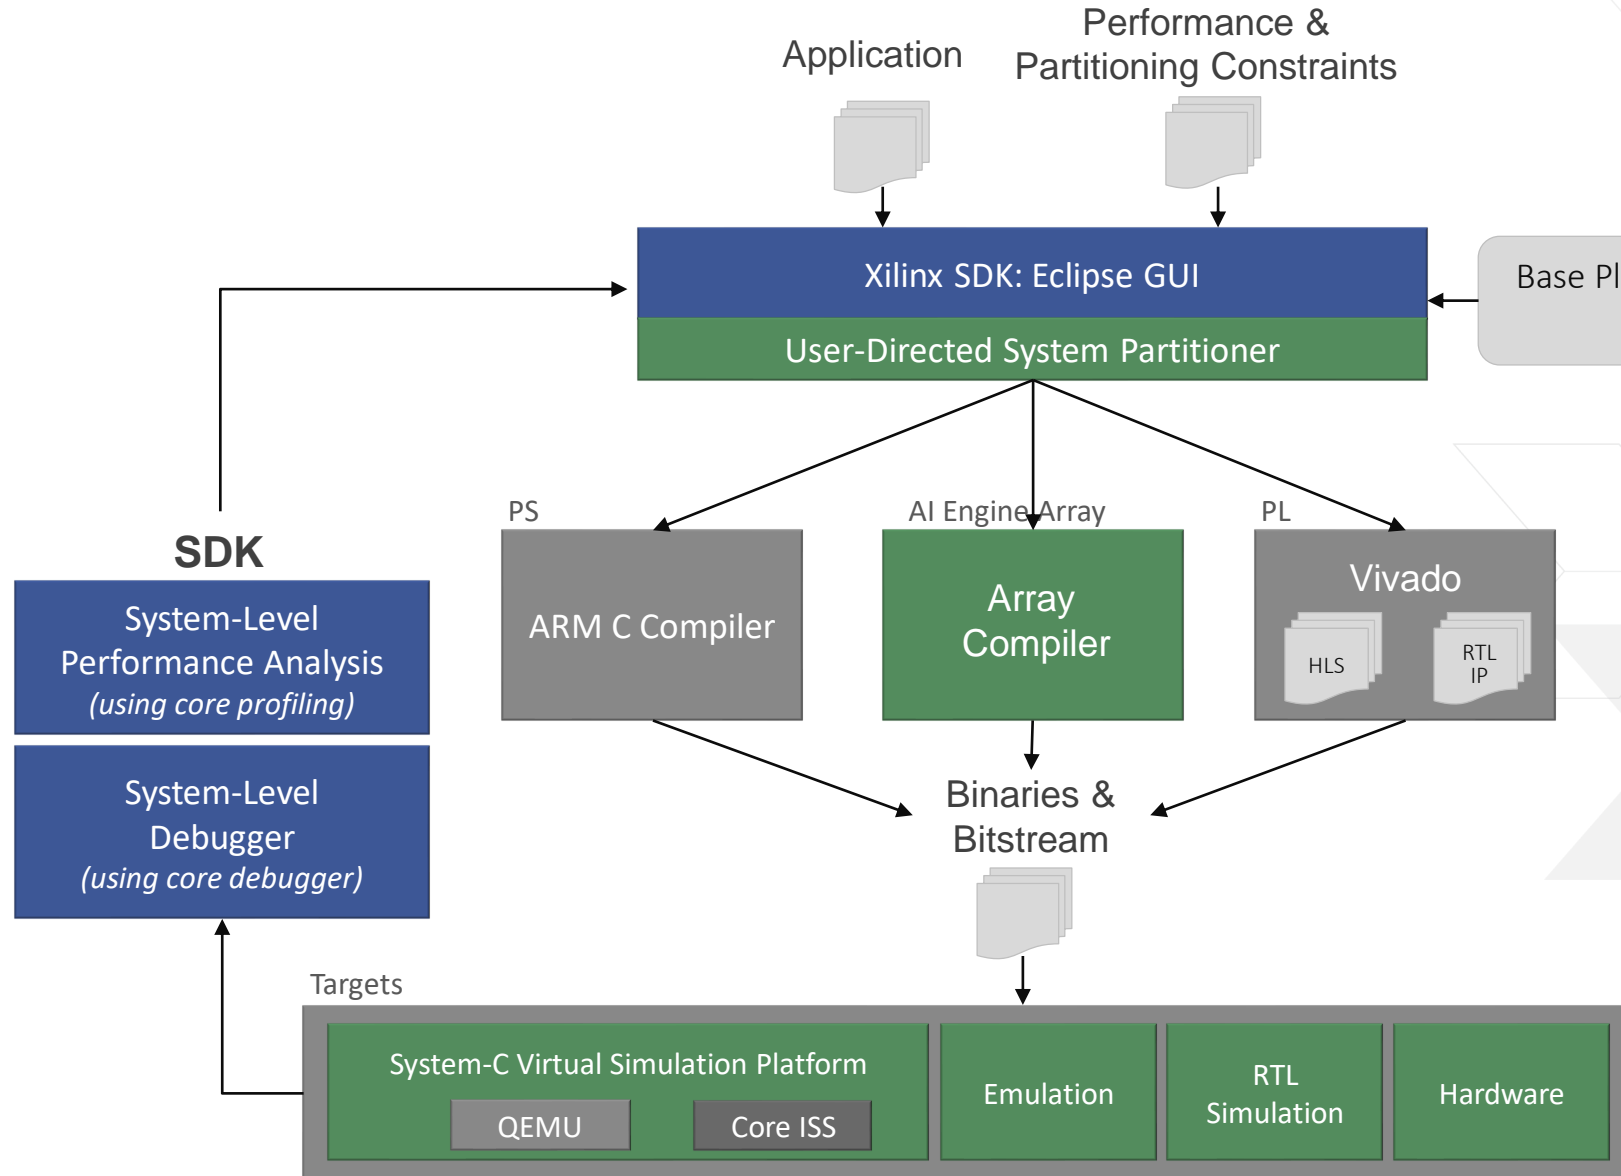 Application
Performance &
Partitioning Constraints
Xilinx SDK: Eclipse GUI
User-Directed System Partitioner
Base Pl
SDK
System-Level
Performance Analysis
(using core profiling)
System-Level
Debugger
(using core debugger)
PS
ARM C Compiler
AI Engine Array
Array
Compiler
PL
Vivado
HLS
RTL
IP
Binaries &
Bitstream
Targets
System-C Virtual Simulation Platform
QEMU
Core ISS
Emulation
RTL
Simulation
Hardware